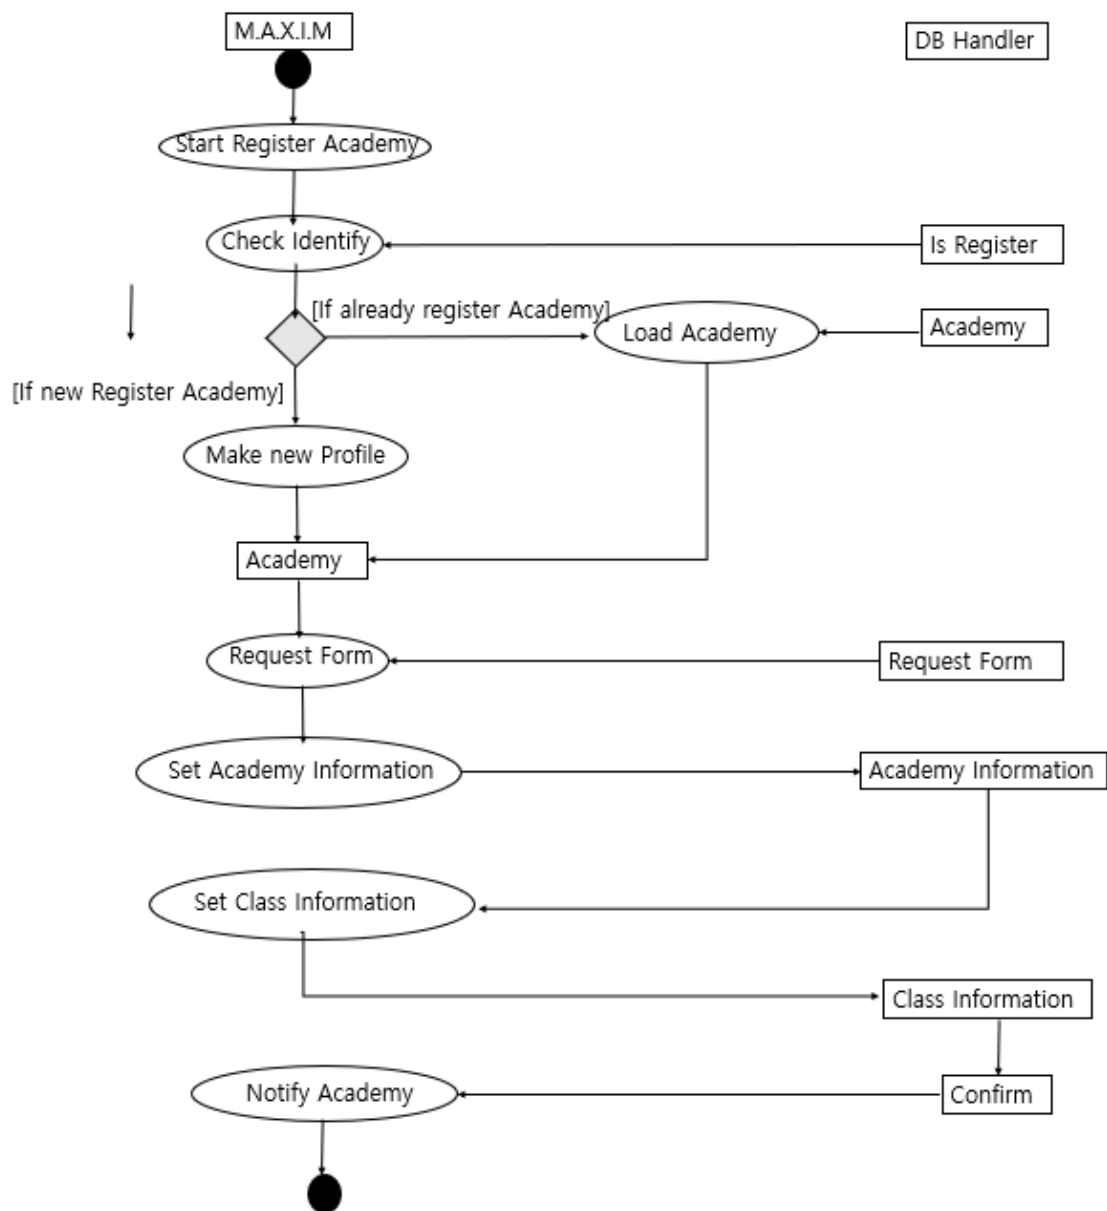 M.A.X.I.M
DB Handler
Start Register Academy
Check Identify
Is Register
[If already register Academy]
Load Academy
Academy
[If new Register Academy]
Make new Profile
Academy
Request Form
Request Form
Set Academy Information
Academy Information
Set Class Information
Class Information
Notify Academy
Confirm